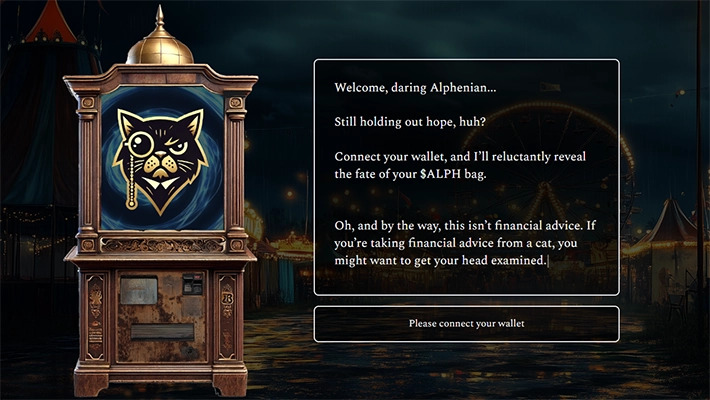 Welcome, daring Alphenian...
Still holding out hope, huh?
Connect your wallet, and I'll reluctantly reveal
the fate of your $ALPH bag.
Oh, and by the way, this isn't financial advice. If
you're taking financial advice from a cat, you
might want to get your head examined.
Please connect your wallet